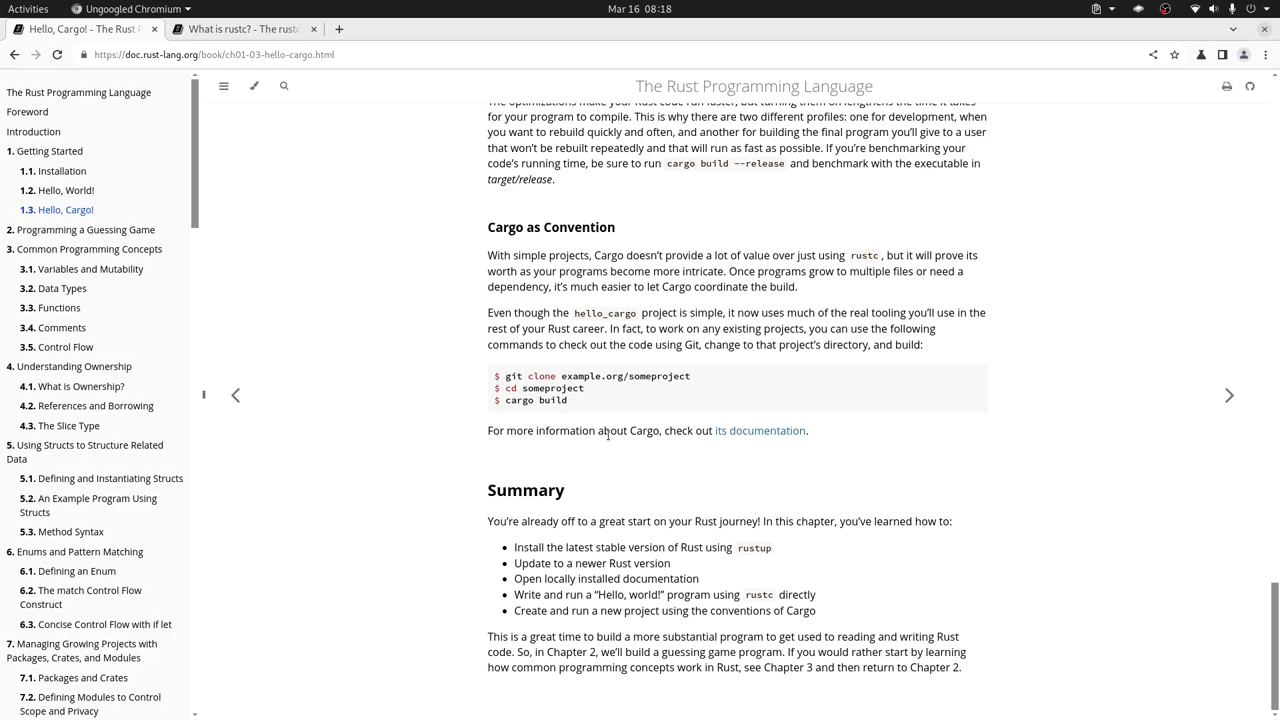 Activities
Ungoogled Chromium
Mar 16 08:18
Hello, Cargo! - The Rust P
What is rustc? - The rustc
https://doc.rust-lang.org/book/ch01-03-hello-cargo.html
The Rust Programming Language
Foreword
Introduction
1. Getting Started
1.1. Installation
1.2. Hello, World!
1.3. Hello, Cargo!
2. Programming a Guessing Game
3. Common Programming Concepts
3.1. Variables and Mutability
3.2. Data Types
3.3. Functions
3.4. Comments
3.5. Control Flow
4. Understanding Ownership
4.1. What is Ownership?
4.2. References and Borrowing
4.3. The Slice Type
5. Using Structs to Structure Related
Data
5.1. Defining and Instantiating Structs
5.2. An Example Program Using
Structs
5.3. Method Syntax
6. Enums and Pattern Matching
6.1. Defining an Enum
6.2. The match Control Flow
Construct
6.3. Concise Control Flow with if let
7. Managing Growing Projects with
Packages, Crates, and Modules
7.1. Packages and Crates
7.2. Defining Modules to Control
Scope and Privacy
The Rust Programming Language
The optimizations make your Rust code run faster, but turning them on lengthens the time it takes
for your program to compile. This is why there are two different profiles: one for development, when
you want to rebuild quickly and often, and another for building the final program you’ll give to a user
that won’t be rebuilt repeatedly and that will run as fast as possible. If you’re benchmarking your
code’s running time, be sure to run cargo build --release and benchmark with the executable in
target/release.
Cargo as Convention
With simple projects, Cargo doesn’t provide a lot of value over just using rustc, but it will prove its
worth as your programs become more intricate. Once programs grow to multiple files or need a
dependency, it’s much easier to let Cargo coordinate the build.
Even though the hello_cargo project is simple, it now uses much of the real tooling you’ll use in the
rest of your Rust career. In fact, to work on any existing projects, you can use the following
commands to check out the code using Git, change to that project’s directory, and build:
$ git clone example.org/someproject
$ cd someproject
$ cargo build
For more information about Cargo, check out its documentation.
Summary
You’re already off to a great start on your Rust journey! In this chapter, you’ve learned how to:
• Install the latest stable version of Rust using rustup
• Update to a newer Rust version
• Open locally installed documentation
• Write and run a “Hello, world!” program using rustc directly
• Create and run a new project using the conventions of Cargo
This is a great time to build a more substantial program to get used to reading and writing Rust
code. So, in Chapter 2, we’ll build a guessing game program. If you would rather start by learning
how common programming concepts work in Rust, see Chapter 3 and then return to Chapter 2.